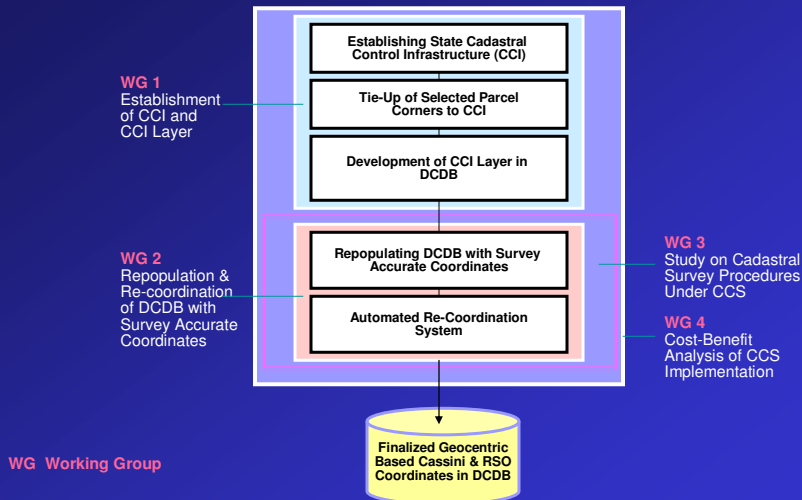 Establishing State Cadastral
Control Infrastructure (CCI)
WG 1
Establishment
of CCI and
CCI Layer
Tie-Up of Selected Parcel
Corners to CCI
Development of CCI Layer in
DCDB
WG 2
Repopulation &
Re-coordination
of DCDB with
Survey Accurate
Coordinates
Repopulating DCDB with Survey
Accurate Coordinates
Automated Re-Coordination
System
WG 3
Study on Cadastral
Survey Procedures
Under CCS
WG 4
Cost-Benefit
Analysis of CCS
Implementation
Finalized Geocentric
Based Cassini & RSO
Coordinates in DCDB
WG Working Group